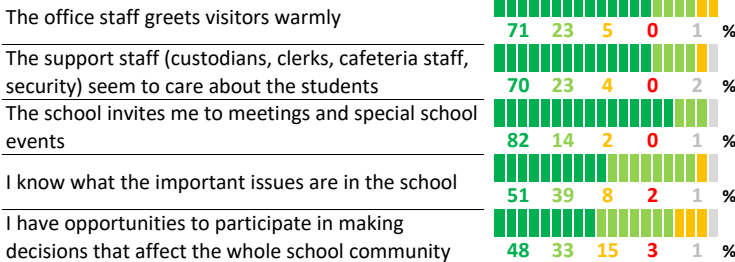 The office staff greets visitors warmly
71 23 5 0 1 %
The support staff (custodians, clerks, cafeteria staff,
security) seem to care about the students
70 23 4 0 2 %
The school invites me to meetings and special school
events
82 14 2 0 1 %
I know what the important issues are in the school
51 39 8 2 1 %
I have opportunities to participate in making
decisions that affect the whole school community
48 33 15 3 1 %